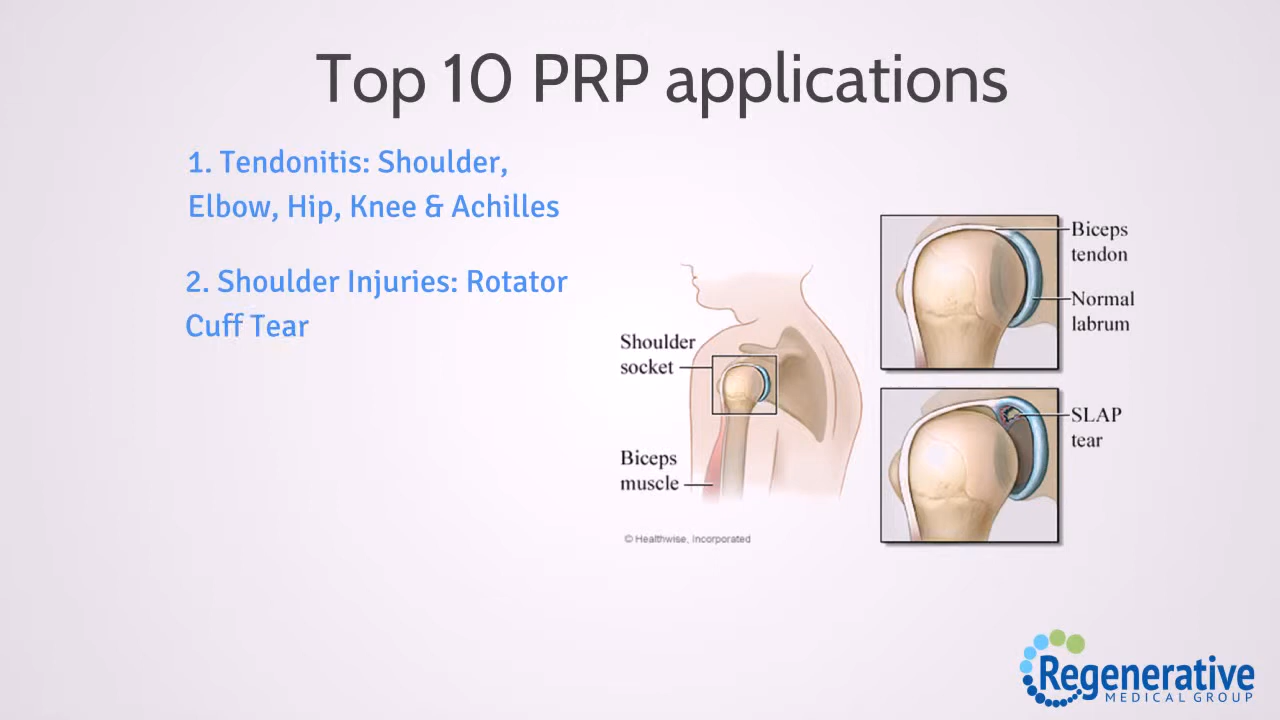 Top 10 PRP applications
1. Tendonitis: Shoulder,
Elbow, Hip, Knee & Achilles
2. Shoulder Injuries: Rotator
Cuff Tear
Shoulder
socket
Biceps
muscle
© Healthwise, Incorporated
Biceps
tendon
Normal
labrum
SLAP
tear
Regenerative
MEDICAL GROUP